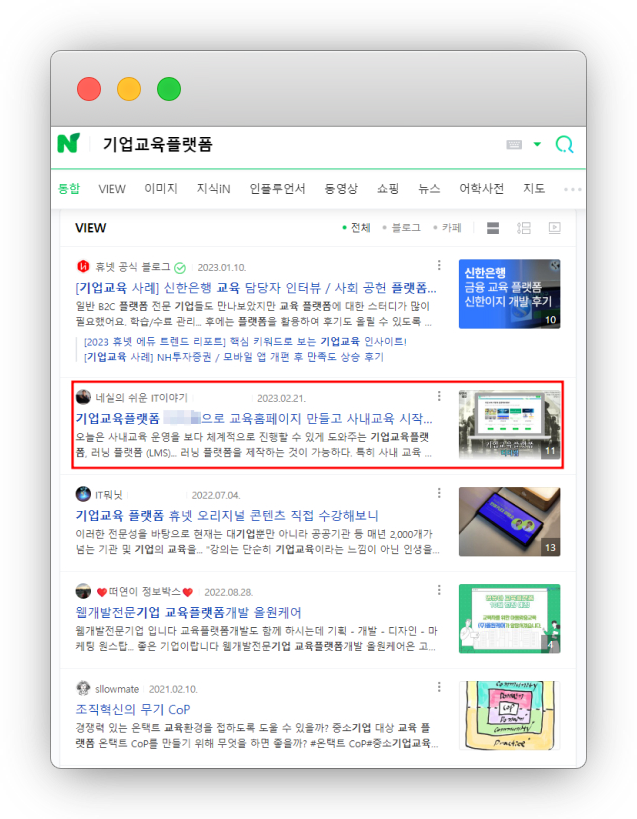 기업교육플랫폼
통합 VIEW 이미지 지식iN 인플루언서 동영상 쇼핑 뉴스 어학사전 지도
VIEW
전체 블로그 카페
휴넷 공식 블로그 2023.01.10.
[기업교육 사례] 신한은행 교육 담당자 인터뷰 / 사회 공헌 플랫폼...
일반 B2C 플랫폼 전문 기업들도 만나보았지만 교육 플랫폼에 대한 스터디가 많이
필요했어요. 학습/수료 관리... 후에는 플랫폼을 활용하여 후기도 올릴 수 있도록 ...
[2023 휴넷 에듀 트렌드 리포트] 핵심 키워드로 보는 기업교육 인사이트!
[기업교육 사례] NH투자증권 / 모바일 앱 개편 후 만족도 상승 후기
신한은행
금융 교육 플랫폼
신한이지 개발 후기
10
네실의 쉬운 IT이야기 2023.02.21.
기업교육플랫폼 으로 교육홈페이지 만들고 사내교육 시작...
오늘은 사내교육 운영을 보다 체계적으로 진행할 수 있게 도와주는 기업교육플랫
폼, 러닝 플랫폼 (LMS)... 러닝 플랫폼을 제작하는 것이 가능하다. 특히 사내 교육 ...
11
IT워닛 2022.07.04.
기업교육 플랫폼 휴넷 오리지널 콘텐츠 직접 수강해보니
이러한 전문성을 바탕으로 현재는 대기업뿐만 아니라 공공기관 등 매년 2,000개가
넘는 기관 및 기업의 교육을... "강의는 단순히 기업교육이라는 느낌이 아닌 인생을...
13
떠연이 정보박스 2022.08.28.
웹개발전문기업 교육플랫폼개발 올원케어
웹개발전문기업 입니다 교육플랫폼개발도 함께 하시는데 기획 - 개발 - 디자인 - 마
케팅 원스탑... 좋은 기업이랍니다 웹개발전문기업 교육플랫폼개발 올원케어은 고...
4
sllowmate 2021.02.10.
조직혁신의 무기 CoP
경쟁력 있는 온택트 교육환경을 접하도록 도울 수 있을까? 중소기업 대상 교육 플
랫폼 온택트 CoP를 만들기 위해 무엇을 하면 좋을까? #온택트 CoP#중소기업교육...
Community
Domain
CoP
Community
Practice